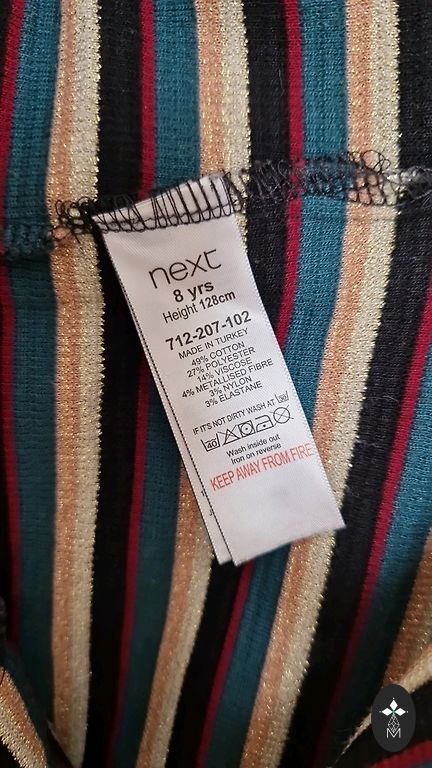 next
8 yrs
Height 128cm
712-207-102
MADE IN TURKEY
49% COTTON
27% POLYESTER
14% VISCOSE
4% METALLISED FIBRE
3% NYLON
3% ELASTANE
IF IT'S NOT DIRTY WASH AT 30
40
Wash inside out
Iron on reverse
KEEP AWAY FROM FIRE
M